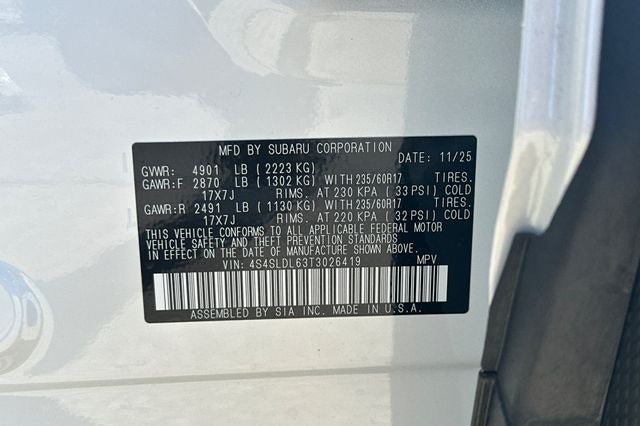 MFD BY SUBARU CORPORATION
GVWR: 4901 LB (2223 KG) DATE: 11/25
GAWR:F 2870 LB (1302 KG) WITH 235/60R17 TIRES.
17X7J RIMS. AT 230 KPA (33 PSI) COLD
GAWR:R 2491 LB (1130 KG) WITH 235/60R17 TIRES.
17X7J RIMS. AT 220 KPA (32 PSI) COLD
THIS VEHICLE CONFORMS TO ALL APPLICABLE FEDERAL MOTOR
VEHICLE SAFETY AND THEFT PREVENTION STANDARDS
IN EFFECT ON THE DATE OF MANUFACTURE SHOWN ABOVE.
VIN: 4S4SLDL63T3026419 MPV
ASSEMBLED BY SIA INC. MADE IN U.S.A.